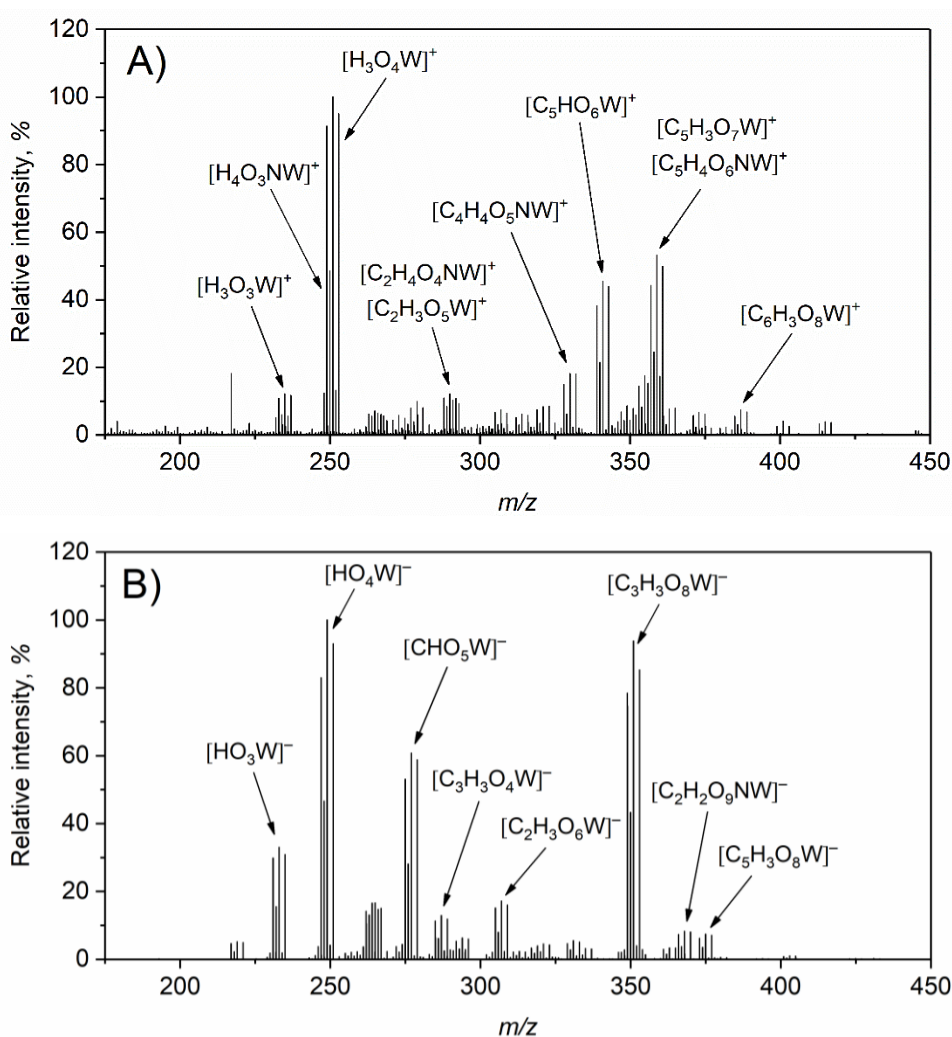 A)
Relative intensity, %
120
100
80
60
40
20
0
[H₃O₄W]⁺
[H₄O₃NW]⁺
[H₃O₃W]⁺
[C₂H₄O₄NW]⁺
[C₂H₃O₅W]⁺
[C₄H₄O₅NW]⁺
[C₅HO₆W]⁺
[C₅H₃O₇W]⁺
[C₅H₄O₆NW]⁺
[C₆H₃O₈W]⁺
200 250 300 350 400 450
m/z
B)
Relative intensity, %
120
100
80
60
40
20
0
[HO₄W]⁻
[HO₃W]⁻
[CHO₅W]⁻
[C₃H₃O₄W]⁻
[C₂H₃O₆W]⁻
[C₃H₃O₈W]⁻
[C₂H₂O₉NW]⁻
[C₅H₃O₈W]⁻
200 250 300 350 400 450
m/z